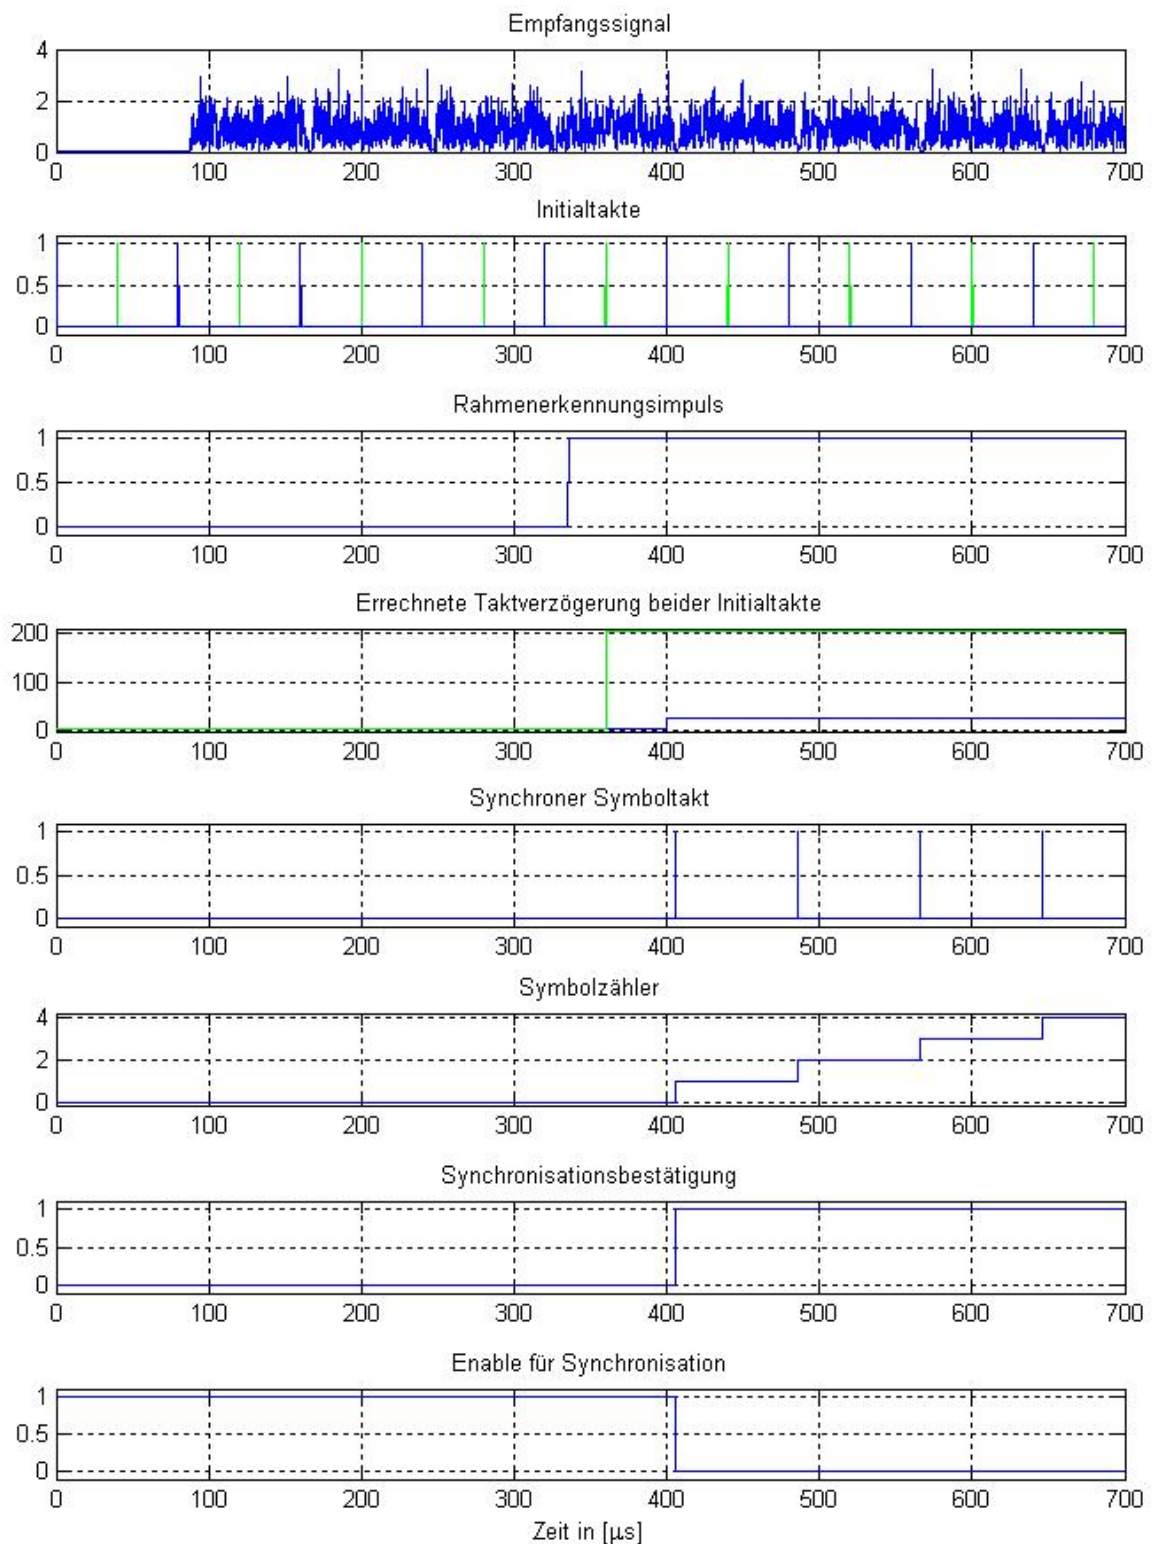 Empfangssignal
4
2
0
0 100 200 300 400 500 600 700
Initialtakte
1
0.5
0
0 100 200 300 400 500 600 700
Rahmenerkennungsimpuls
1
0.5
0
0 100 200 300 400 500 600 700
Errechnete Taktverzögerung beider Initialtakte
200
100
0
0 100 200 300 400 500 600 700
Synchroner Symboltakt
1
0.5
0
0 100 200 300 400 500 600 700
Symbolzähler
4
2
0
0 100 200 300 400 500 600 700
Synchronisationsbestätigung
1
0.5
0
0 100 200 300 400 500 600 700
Enable für Synchronisation
1
0.5
0
0 100 200 300 400 500 600 700
Zeit in [μs]